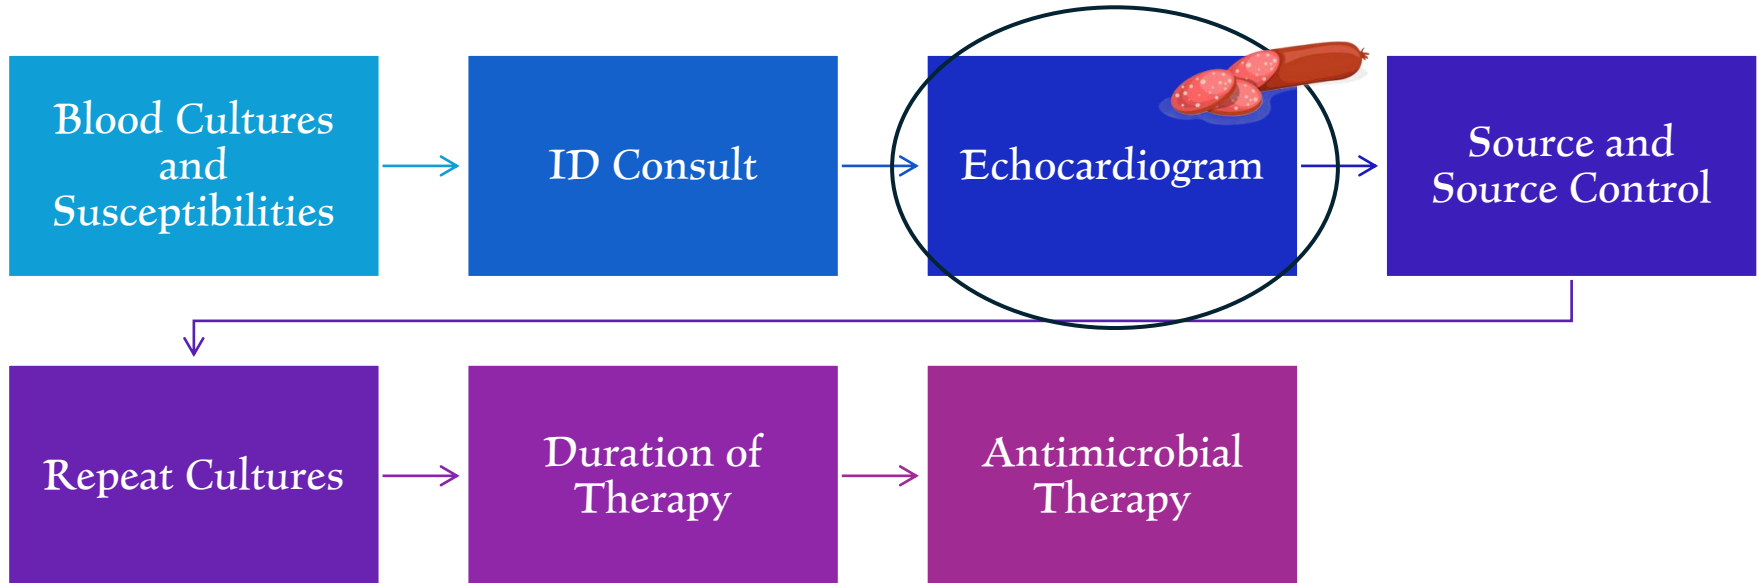 Blood Cultures
and
Susceptibilities
ID Consult
Echocardiogram
Source and
Source Control
Repeat Cultures
Duration of
Therapy
Antimicrobial
Therapy